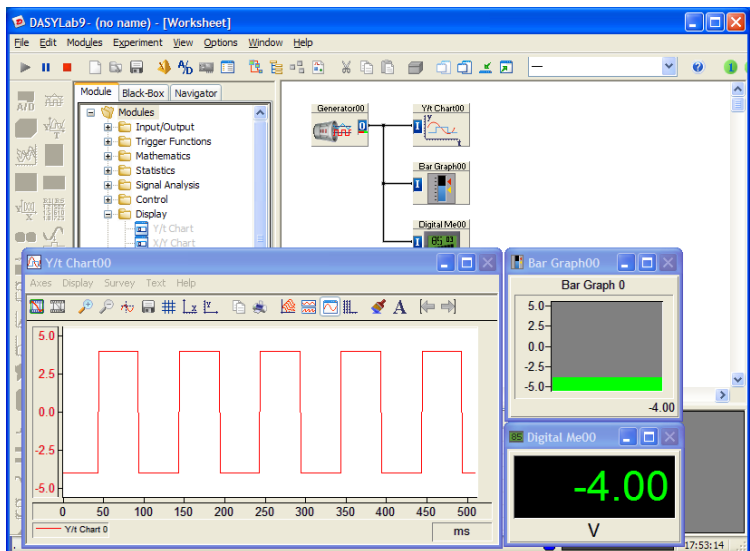 DASYLab9 - (no name) - [Worksheet]
File Edit Modules Experiment View Options Window Help
A/D
Module Black-Box Navigator
Modules
Input/Output
Trigger Functions
Mathematics
Statistics
Signal Analysis
Control
Display
Y/t Chart
X/Y Chart
Generator00
O
Y/t Chart00
I
y
t
Bar Graph00
I
Digital Me00
I
Y/t Chart00
Axes Display Survey Text Help
5.0
2.5
0.0
-2.5
-5.0
0 50 100 150 200 250 300 350 400 450 500
Y/t Chart 0
ms
Bar Graph00
Bar Graph 0
5.0
2.5
-0.0
-2.5
-5.0
-4.00
85 Digital Me00
-4.00
V
17:53:14